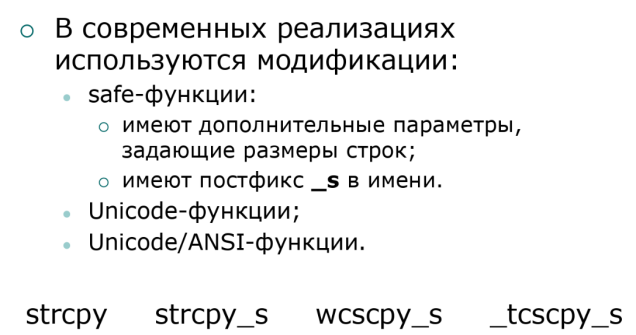 В современных реализациях
используются модификации:
safe-функции:
имеют дополнительные параметры,
задающие размеры строк;
имеют постфикс _s в имени.
Unicode-функции;
Unicode/ANSI-функции.
strcpy strcpy_s wcscpy_s _tcscpy_s